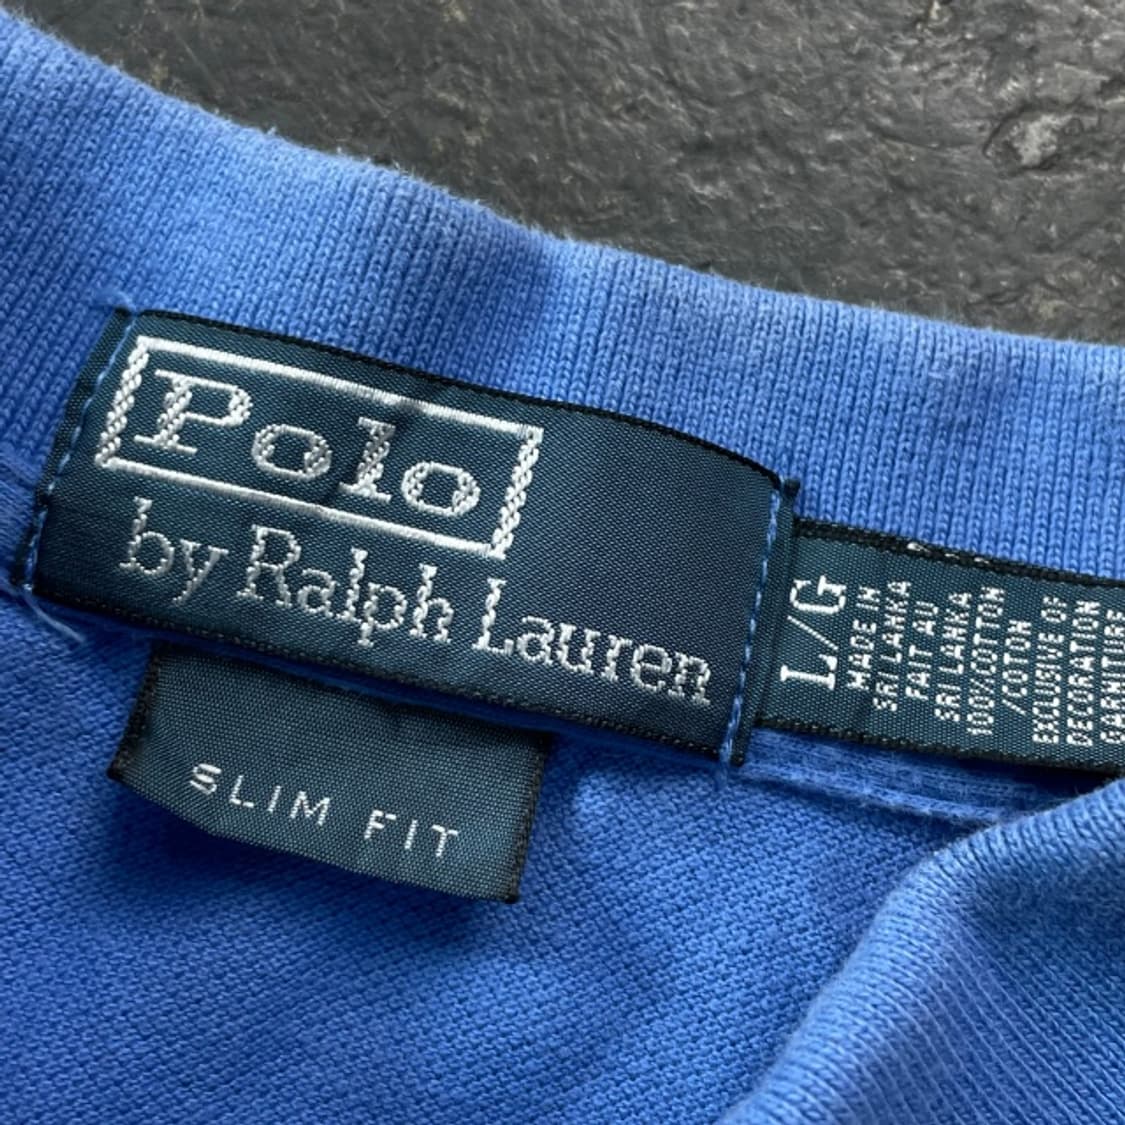 Polo
by Ralph Lauren
SLIM FIT
L/G
MADE IN
SRI LANKA
FAIT AU
SRI LANKA
100%COTTON
/COTON
EXCLUSIVE OF
DECORATION
GARNITURE